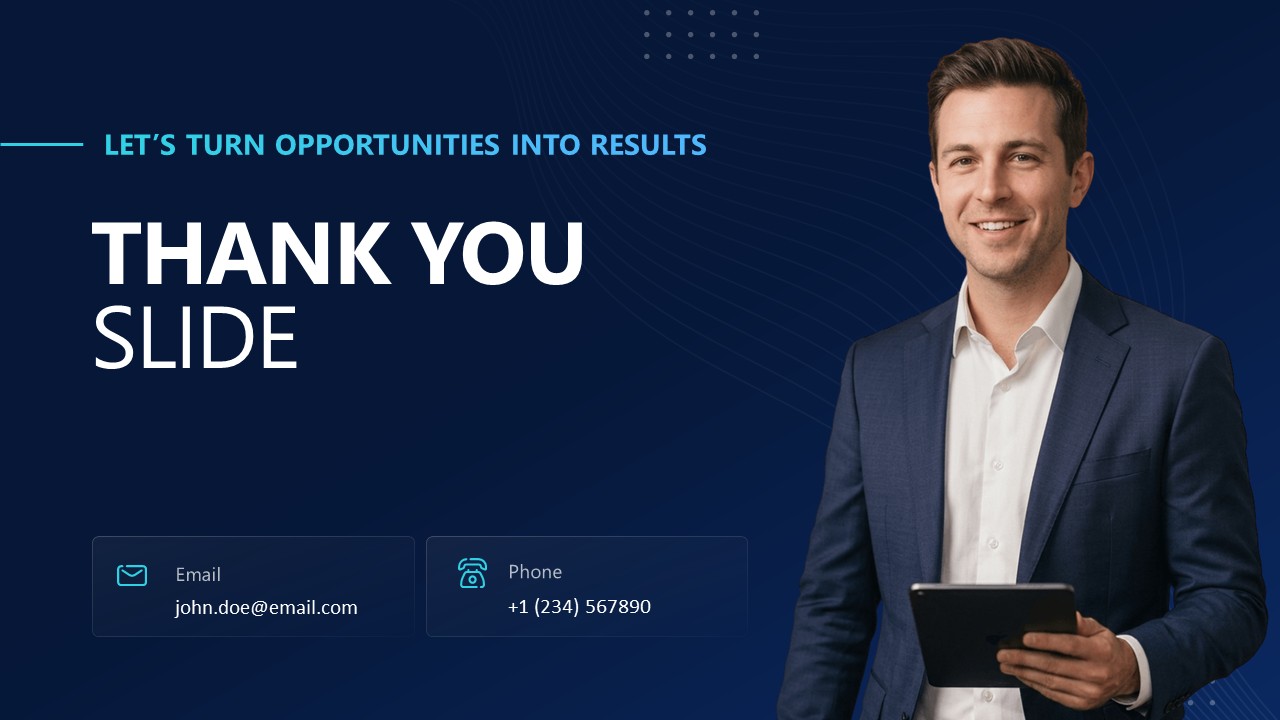 LET’S TURN OPPORTUNITIES INTO RESULTS
THANK YOU
SLIDE
Email
john.doe@email.com
Phone
+1 (234) 567890